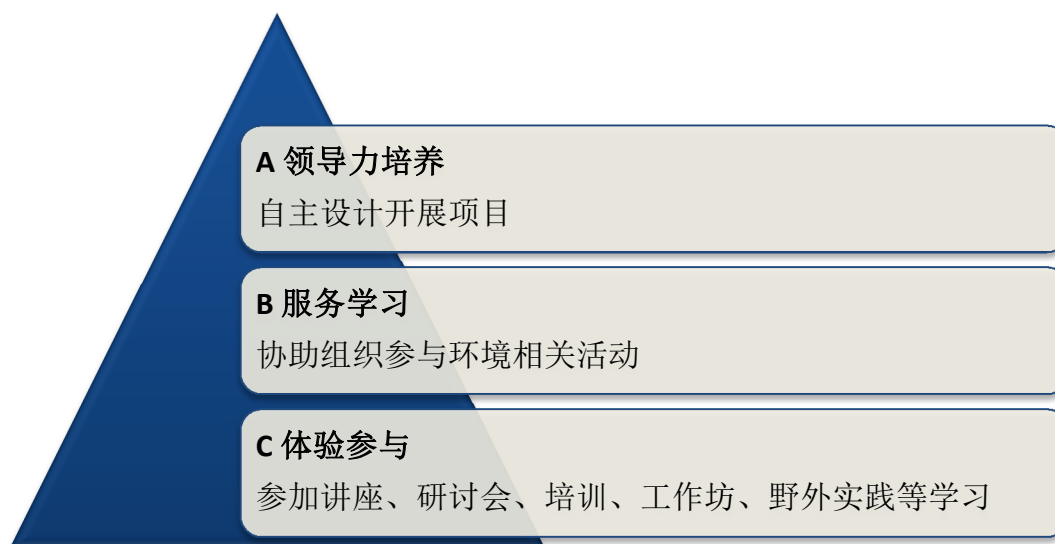 A 领导力培养
自主设计开展项目
B 服务学习
协助组织参与环境相关活动
C 体验参与
参加讲座、研讨会、培训、工作坊、野外实践等学习